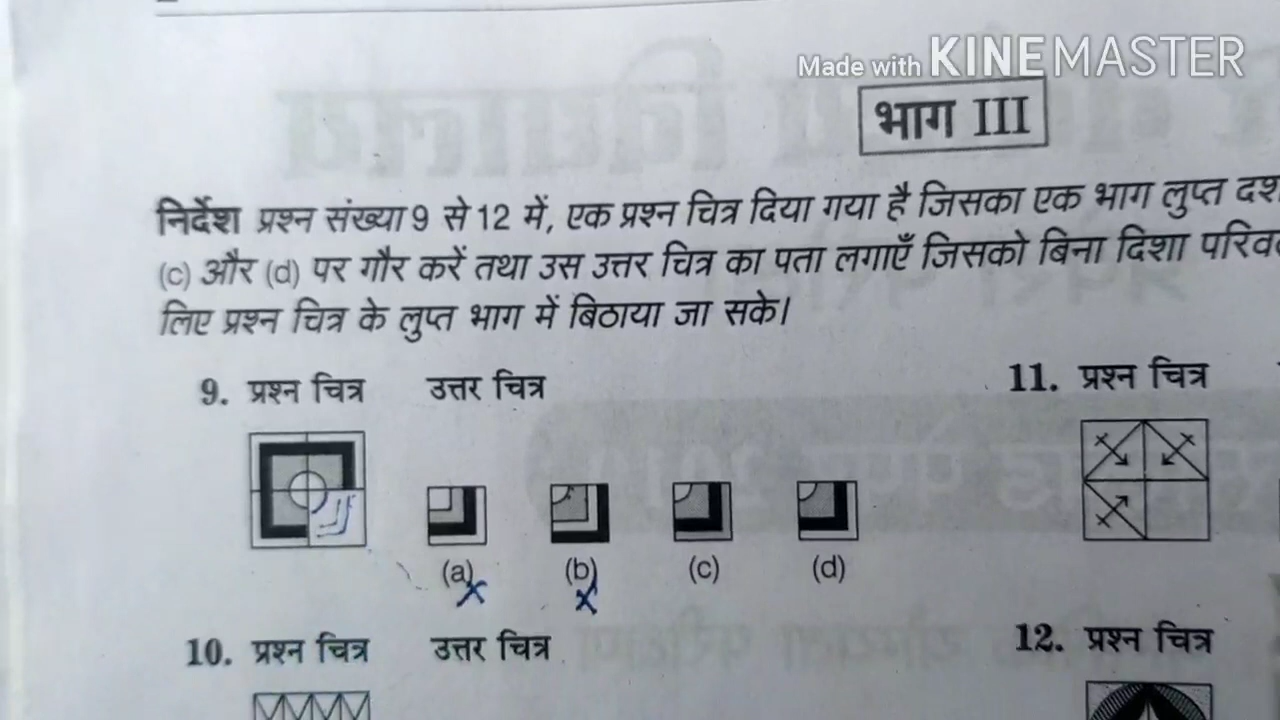 Made with KINEMASTER
भाग III
निर्देश प्रश्न संख्या 9 से 12 में, एक प्रश्न चित्र दिया गया है जिसका एक भाग लुप्त
(c) और (d) पर गौर करें तथा उस उत्तर चित्र का पता लगाएँ जिसको बिना दिशा
लिए प्रश्न चित्र के लुप्त भाग में बिठाया जा सके।
9. प्रश्न चित्र उत्तर चित्र
11. प्रश्न चित्र
(a) (b) (c) (d)
10. प्रश्न चित्र उत्तर चित्र
12. प्रश्न चित्र